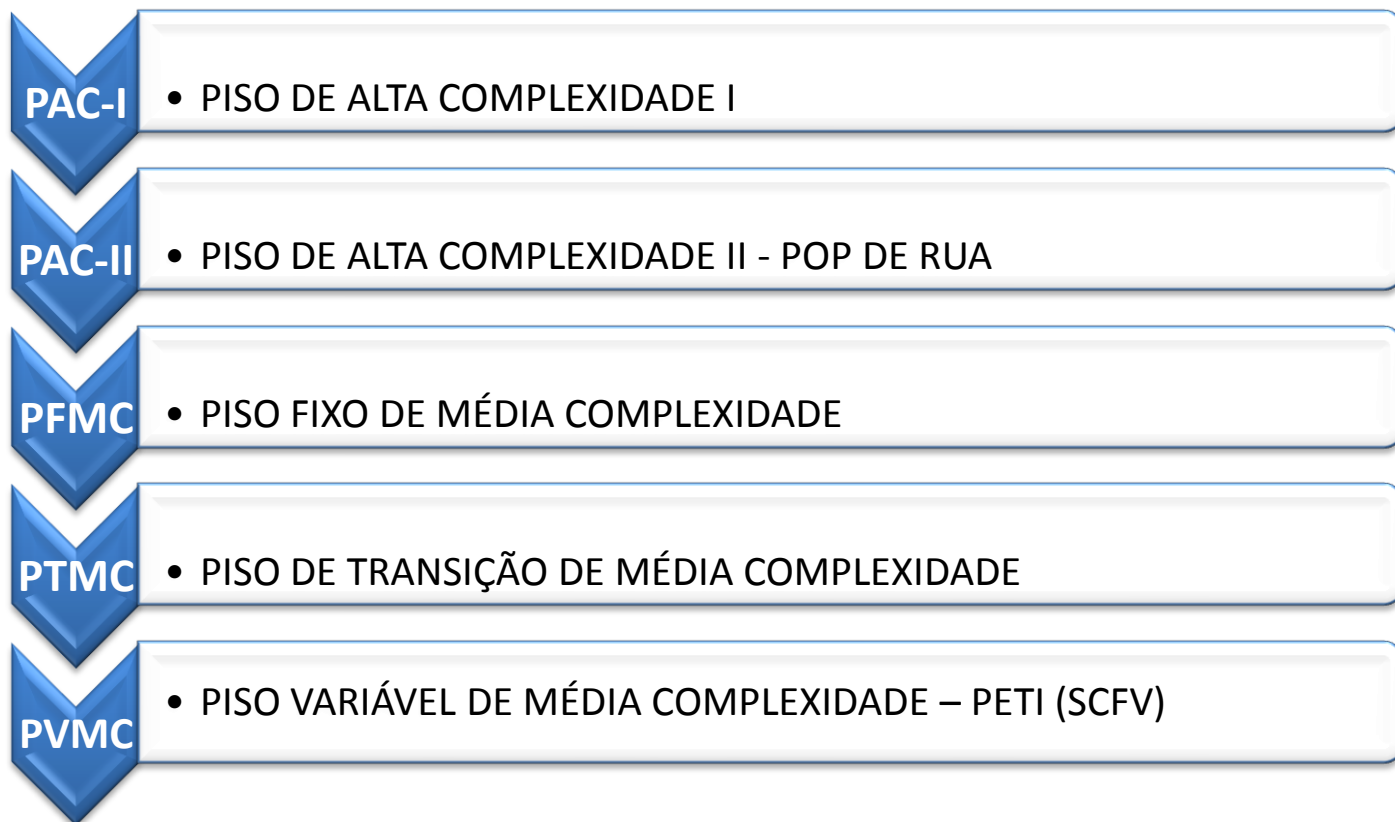 PAC-I
• PISO DE ALTA COMPLEXIDADE I
PAC-II
• PISO DE ALTA COMPLEXIDADE II - POP DE RUA
PFMC
• PISO FIXO DE MÉDIA COMPLEXIDADE
PTMC
• PISO DE TRANSIÇÃO DE MÉDIA COMPLEXIDADE
PVMC
• PISO VARIÁVEL DE MÉDIA COMPLEXIDADE – PETI (SCFV)